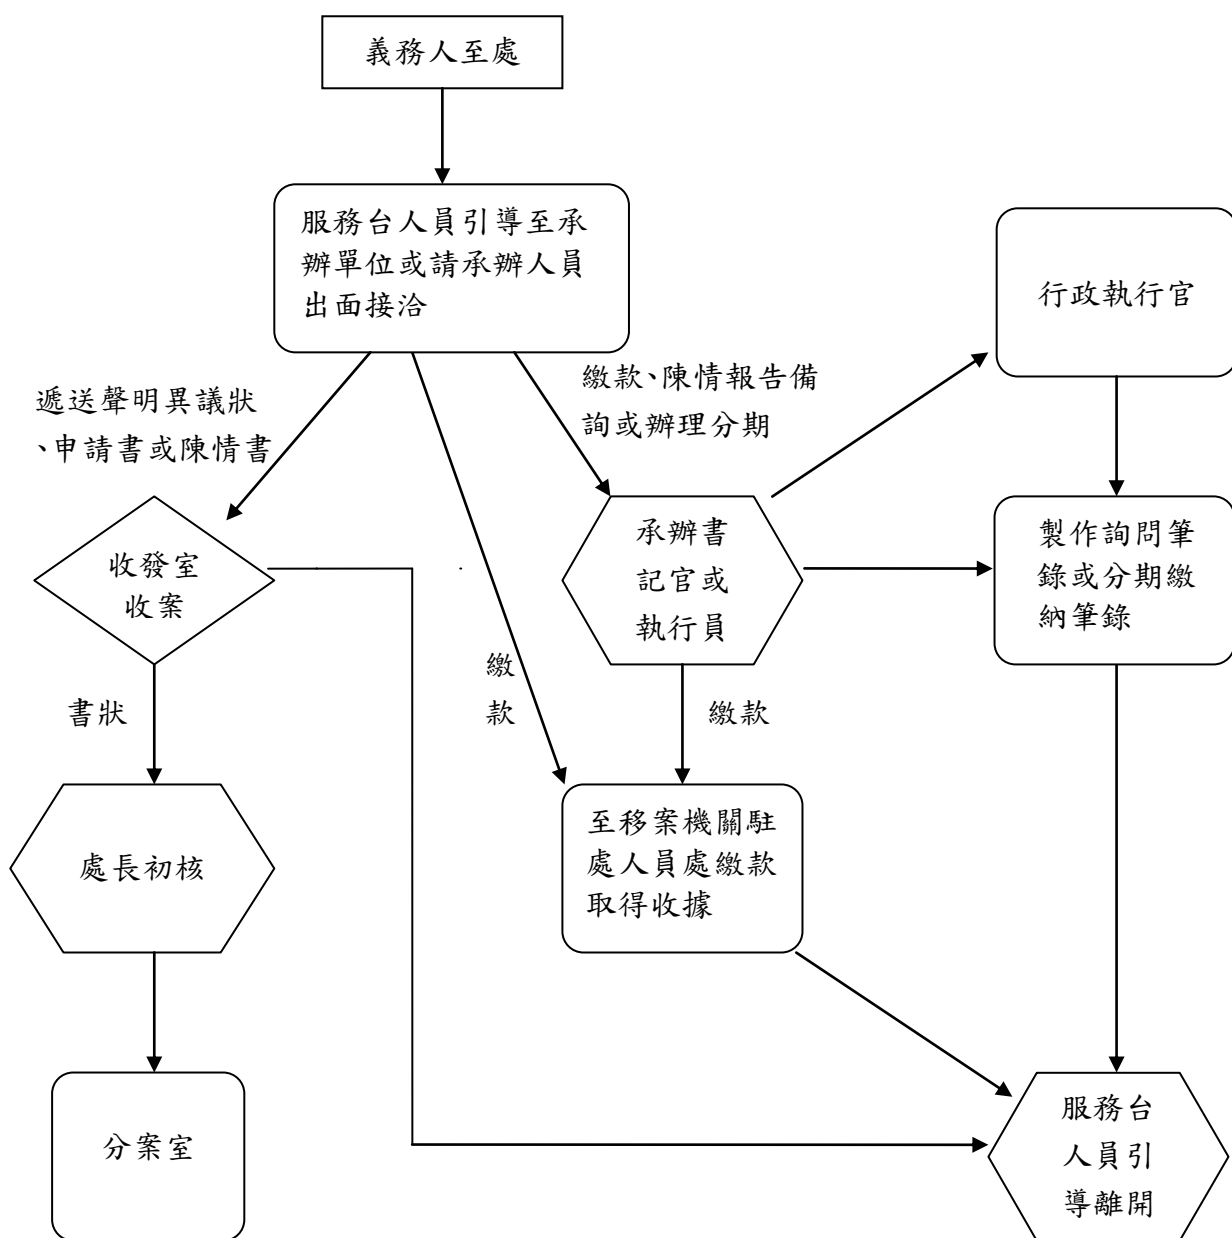 義務人至處
服務台人員引導至承
辦單位或請承辦人員
出面接洽
行政執行官
遞送聲明異議狀
、申請書或陳情書
繳款、陳情報告備
詢或辦理分期
收發室
收案
承辦書
記官或
執行員
製作詢問筆
錄或分期繳
納筆錄
書狀
繳
款
繳款
處長初核
至移案機關駐
處人員處繳款
取得收據
分案室
服務台
人員引
導離開